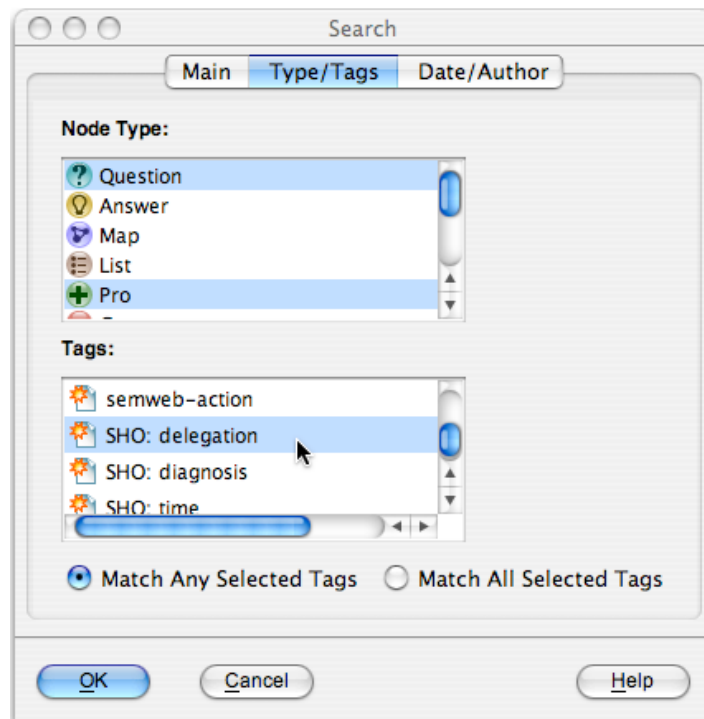 Search
Main Type/Tags Date/Author
Node Type:
Question
Answer
Map
List
Pro
Tags:
semweb-action
SHO: delegation
SHO: diagnosis
SHO: time
Match Any Selected Tags Match All Selected Tags
OK Cancel Help